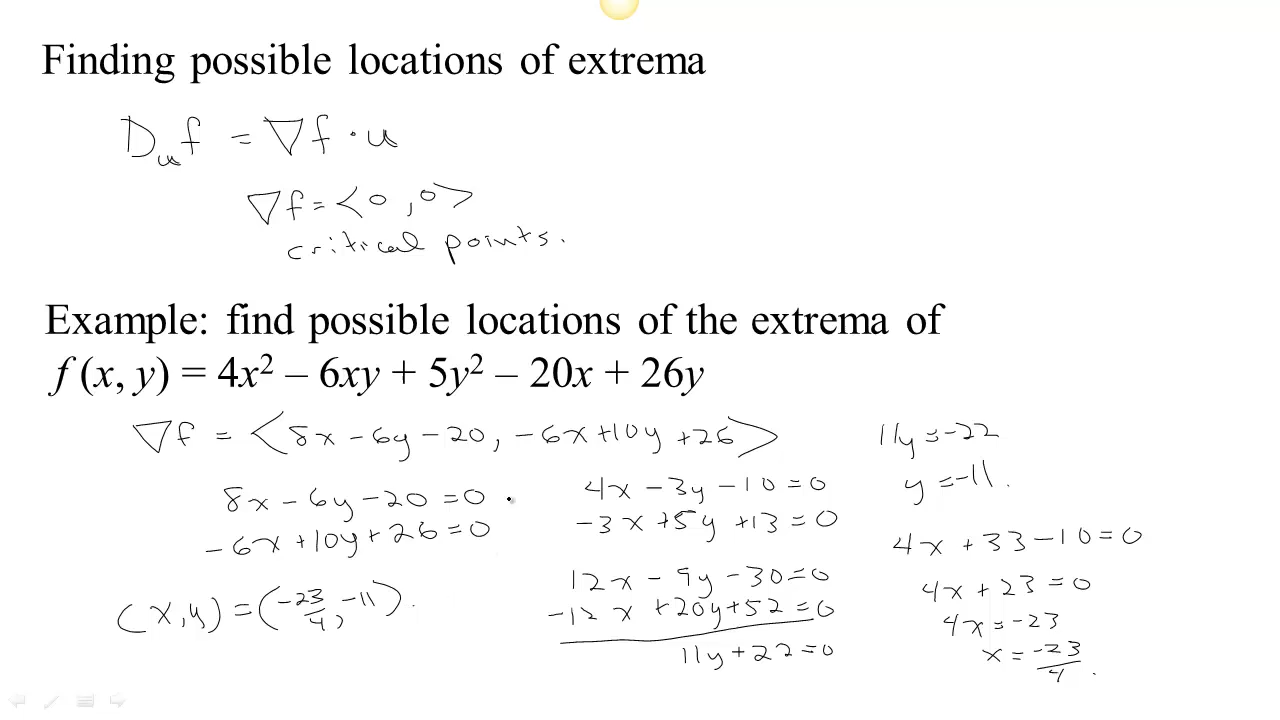 Finding possible locations of extrema
Dᵤf = ∇f · u
∇f = <0, 0>
critical points.
Example: find possible locations of the extrema of
f (x, y) = 4x² – 6xy + 5y² – 20x + 26y
∇f = <8x - 6y - 20, -6x + 10y + 26>
8x - 6y - 20 = 0
-6x + 10y + 26 = 0
(x, y) = (-23/4, -11).
4x - 3y - 10 = 0
-3x + 5y + 13 = 0
12x - 9y - 30 = 0
-12x + 20y + 52 = 0
11y + 22 = 0
11y = -22
y = -11.
4x + 33 - 10 = 0
4x + 23 = 0
4x = -23
x = -23/4.